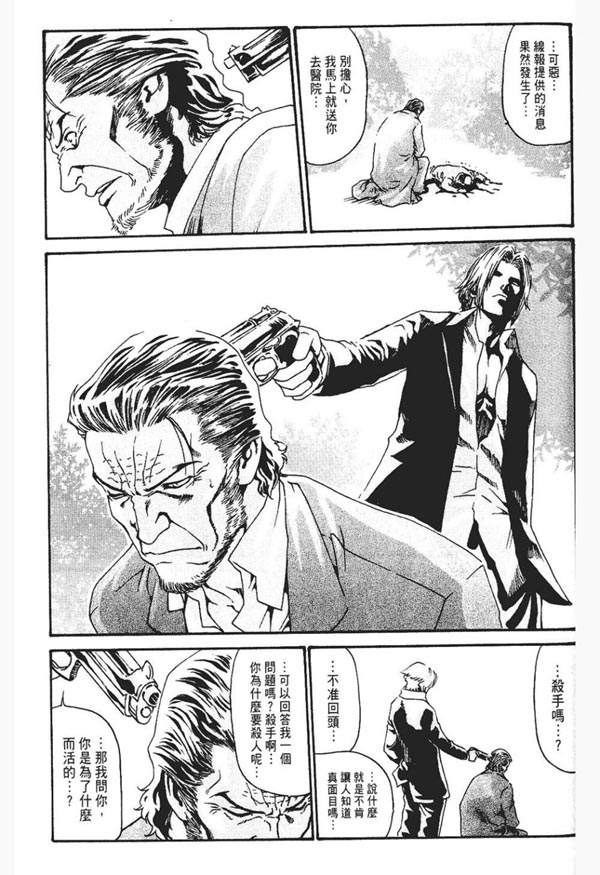 …可惡…
線報提供的消息
果然發生了…
別擔心，
我馬上就送你
去醫院…
…殺手嗎…？
…不准回頭…
…說什麼
就是不肯
讓人知道
真面目嗎…
…可以回答我一個
問題嗎？殺手啊…
你為什麼要殺人呢…
…那我問你，
你是為了什麼
而活的…？